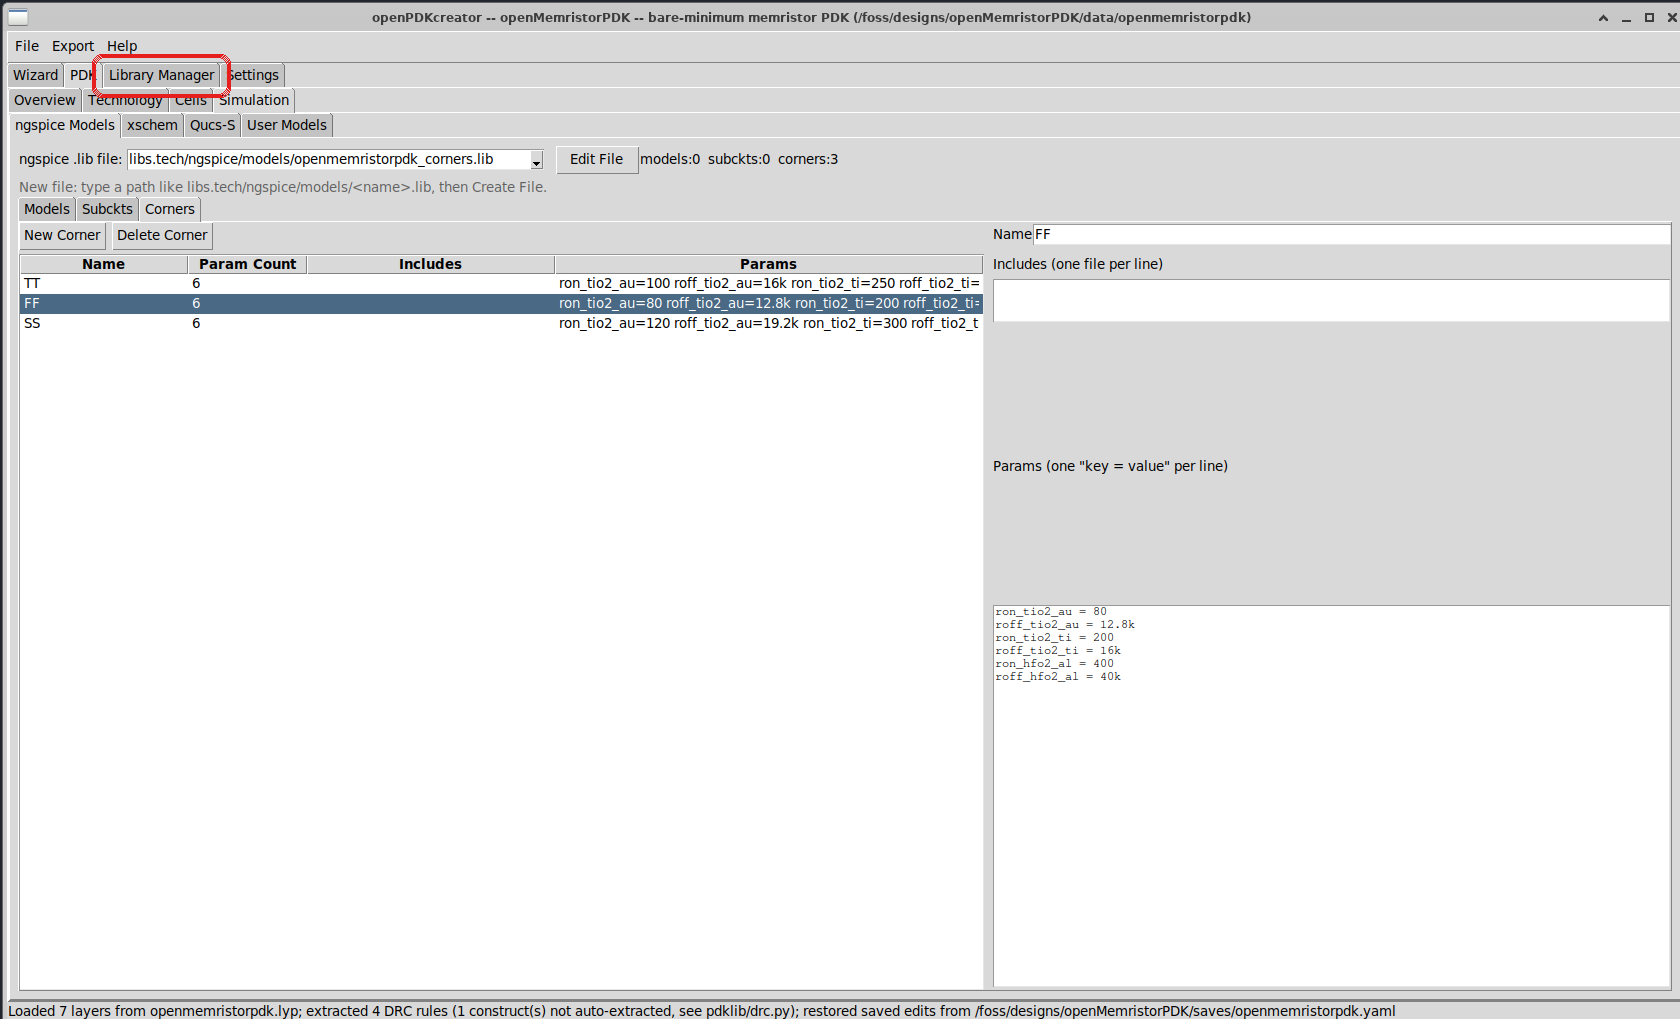 openPDKcreator -- openMemristorPDK -- bare-minimum memristor PDK (/foss/designs/openMemristorPDK/data/openmemristorpdk)
File Export Help
Wizard PDK Library Manager Settings
Overview Technology Cells Simulation
ngspice Models xschem Qucs-S User Models
ngspice .lib file: libs.tech/ngspice/models/openmemristorpdk_corners.lib Edit File models:0 subckts:0 corners:3
New file: type a path like libs.tech/ngspice/models/<name>.lib, then Create File.
Models Subckts Corners
New Corner Delete Corner
Name Param Count Includes Params
TT 6 ron_tio2_au=100 roff_tio2_au=16k ron_tio2_ti=250 roff_tio2_ti=
FF 6 ron_tio2_au=80 roff_tio2_au=12.8k ron_tio2_ti=200 roff_tio2_ti=
SS 6 ron_tio2_au=120 roff_tio2_au=19.2k ron_tio2_ti=300 roff_tio2_t
Name FF
Includes (one file per line)
Params (one "key = value" per line)
ron_tio2_au = 80
roff_tio2_au = 12.8k
ron_tio2_ti = 200
roff_tio2_ti = 16k
ron_hfo2_al = 400
roff_hfo2_al = 40k
Loaded 7 layers from openmemristorpdk.lyp; extracted 4 DRC rules (1 construct(s) not auto-extracted, see pdklib/drc.py); restored saved edits from /foss/designs/openMemristorPDK/saves/openmemristorpdk.yaml